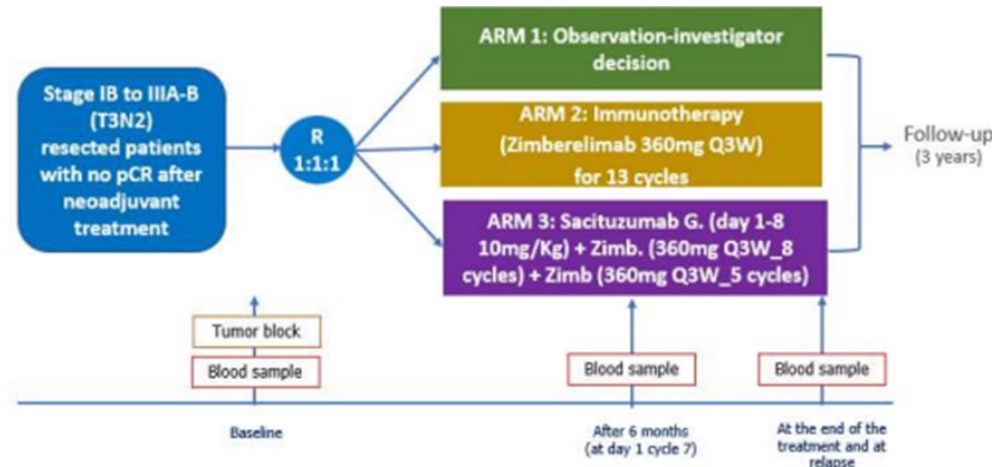 Stage IB to IIIA-B
(T3N2)
resected patients
with no pCR after
neoadjuvant
treatment
R
1:1:1
ARM 1: Observation-investigator
decision
ARM 2: Immunotherapy
(Zimberelimab 360mg Q3W)
for 13 cycles
ARM 3: Sacituzumab G. (day 1-8
10mg/Kg) + Zimb. (360mg Q3W_8
cycles) + Zimb (360mg Q3W_5 cycles)
Follow-up
(3 years)
Tumor block
Blood sample
Blood sample
Blood sample
Baseline
After 6 months
(at day 1 cycle 7)
At the end of the
treatment and at
relapse